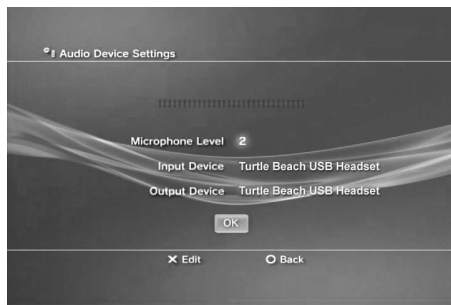 Audio Device Settings
Microphone Level 2
Input Device Turtle Beach USB Headset
Output Device Turtle Beach USB Headset
OK
X Edit O Back